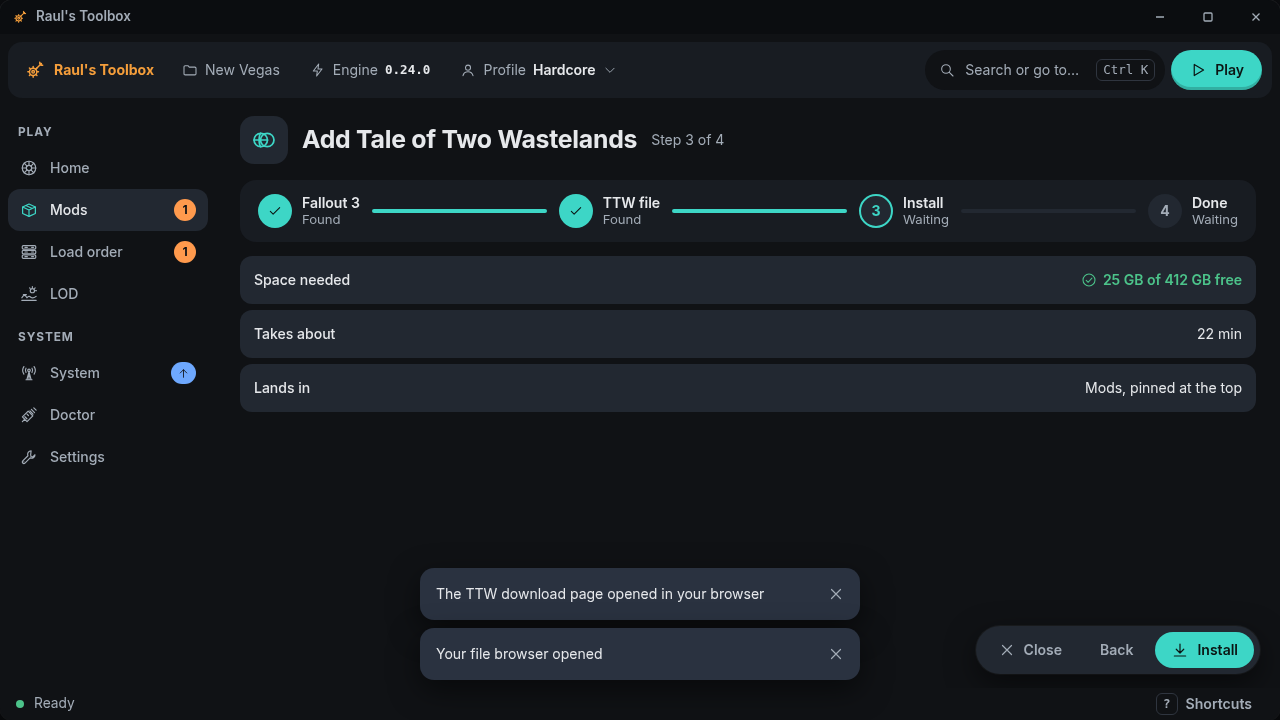 Raul's Toolbox
Raul's Toolbox
New Vegas
Engine 0.24.0
Profile Hardcore
Search or go to...
Ctrl K
Play
PLAY
Home
Mods
1
Load order
1
LOD
SYSTEM
System
Doctor
Settings
Add Tale of Two Wastelands
Step 3 of 4
Fallout 3
Found
TTW file
Found
3
Install
Waiting
4
Done
Waiting
Space needed
25 GB of 412 GB free
Takes about
22 min
Lands in
Mods, pinned at the top
The TTW download page opened in your browser
Your file browser opened
Close
Back
Install
Ready
? Shortcuts